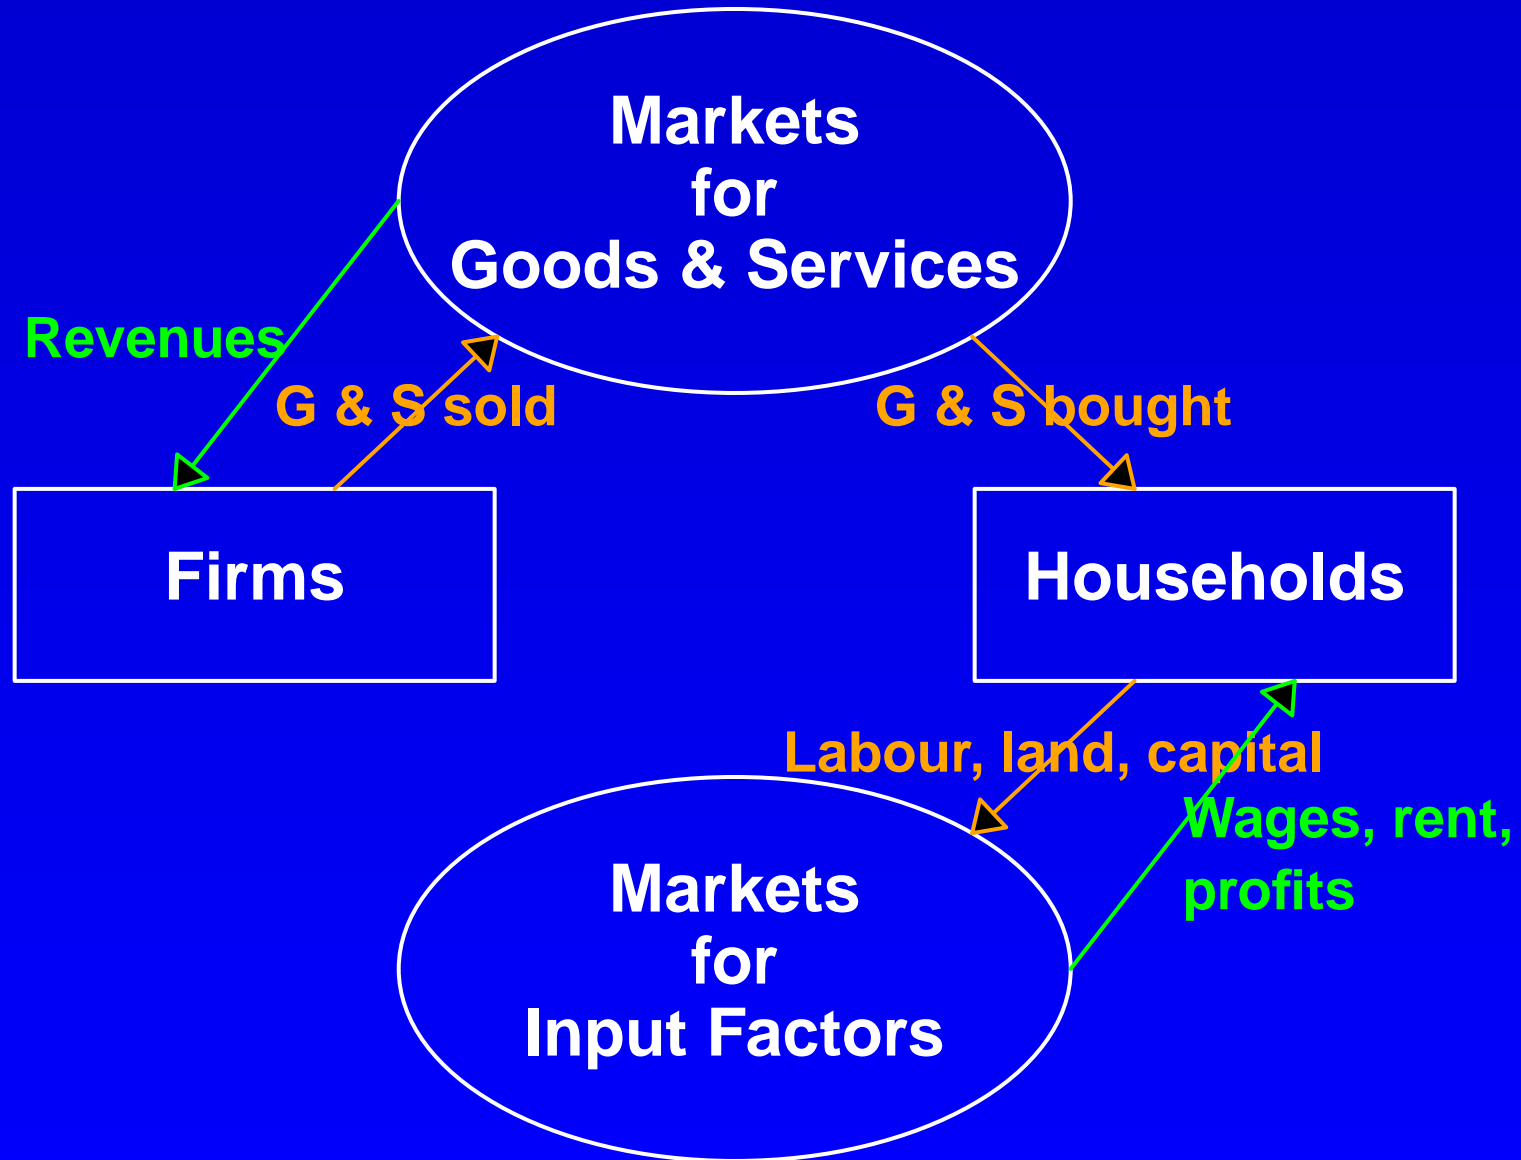 Markets
for
Goods & Services
Revenues
G & S sold
G & S bought
Firms
Households
Labour, land, capital
Wages, rent,
profits
Markets
for
Input Factors